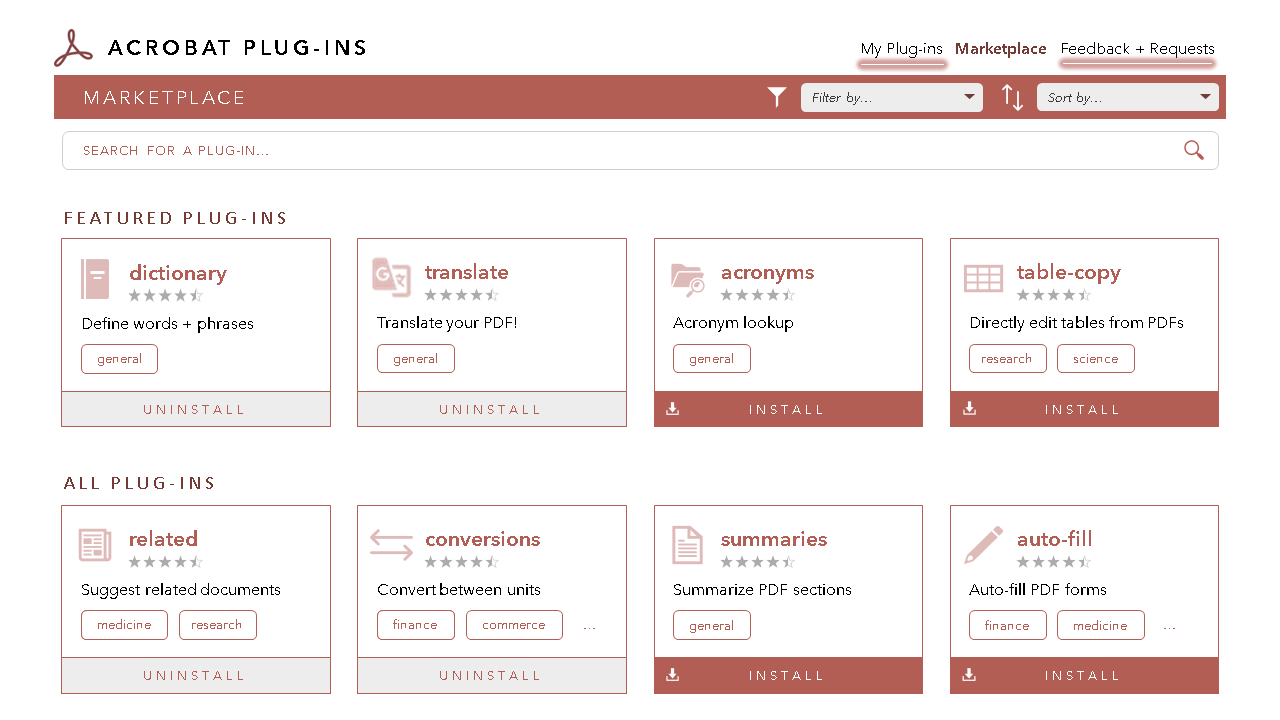 ACROBAT PLUG-INS
My Plug-ins Marketplace Feedback + Requests
MARKETPLACE
Filter by...
Sort by...
SEARCH FOR A PLUG-IN...
FEATURED PLUG-INS
dictionary
Define words + phrases
general
UNINSTALL
translate
Translate your PDF!
general
UNINSTALL
acronyms
Acronym lookup
general
INSTALL
table-copy
Directly edit tables from PDFs
research science
INSTALL
ALL PLUG-INS
related
Suggest related documents
medicine research
UNINSTALL
conversions
Convert between units
finance commerce ...
UNINSTALL
summaries
Summarize PDF sections
general
INSTALL
auto-fill
Auto-fill PDF forms
finance medicine ...
INSTALL